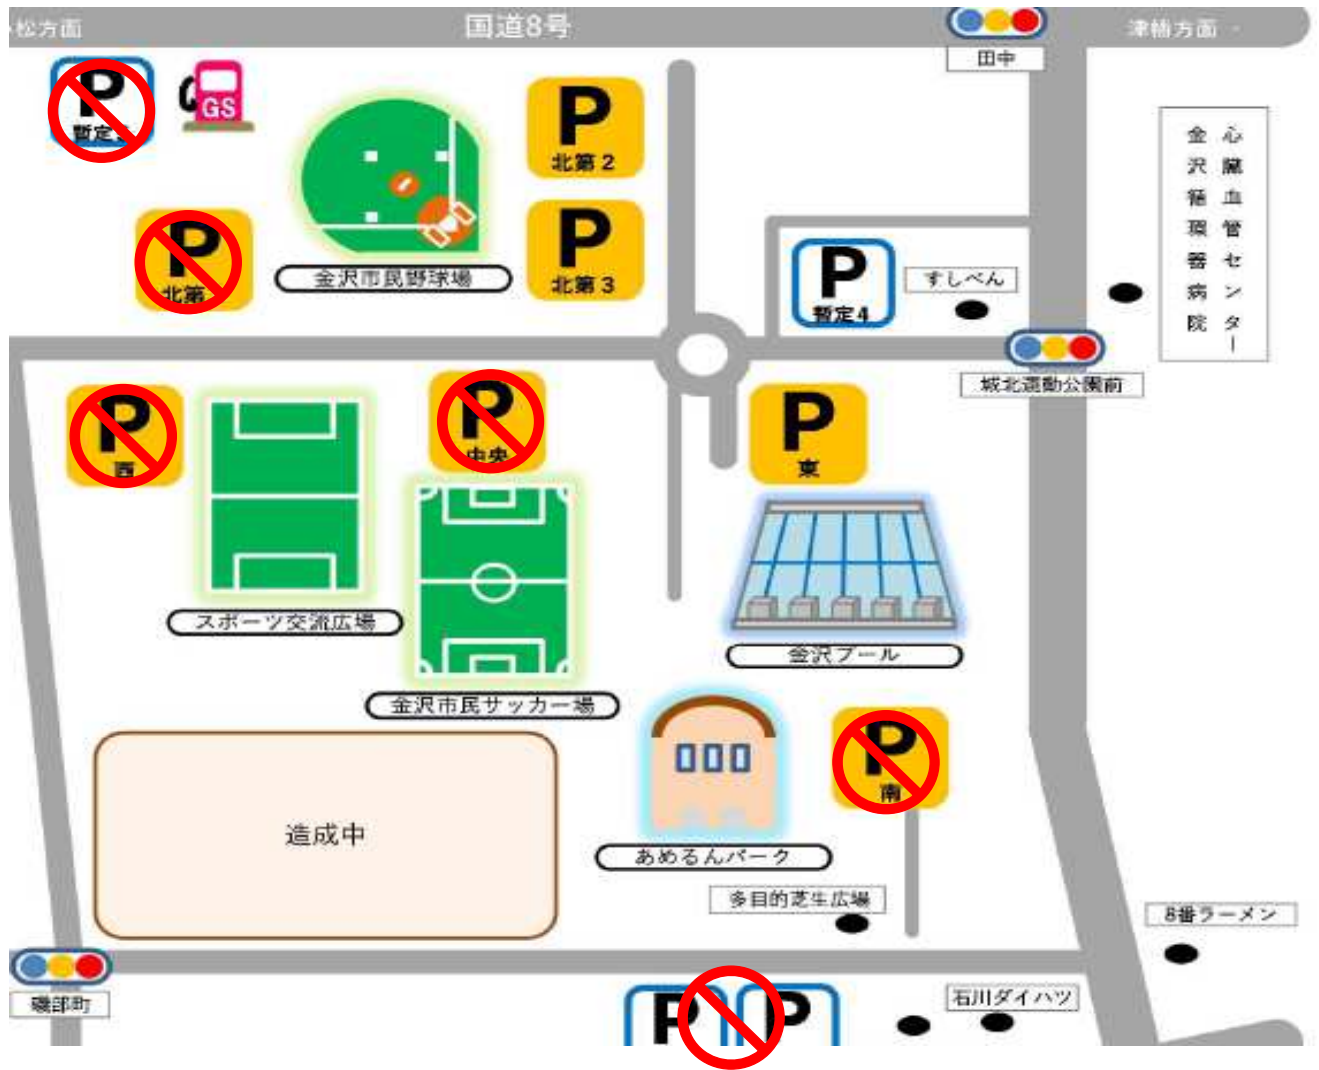 松方面
国道8号
津幡方面
田中
P
暫定
GS
P
北第2
P
北第
金沢市民野球場
P
北第3
P
暫定4
すしべん
心臓血管センター
金沢循環器病院
城北運動公園前
P
西
P
中央
P
東
スポーツ交流広場
金沢プール
金沢市民サッカー場
P
南
造成中
あめるんパーク
多目的芝生広場
8番ラーメン
磯部町
P
P
石川ダイハツ